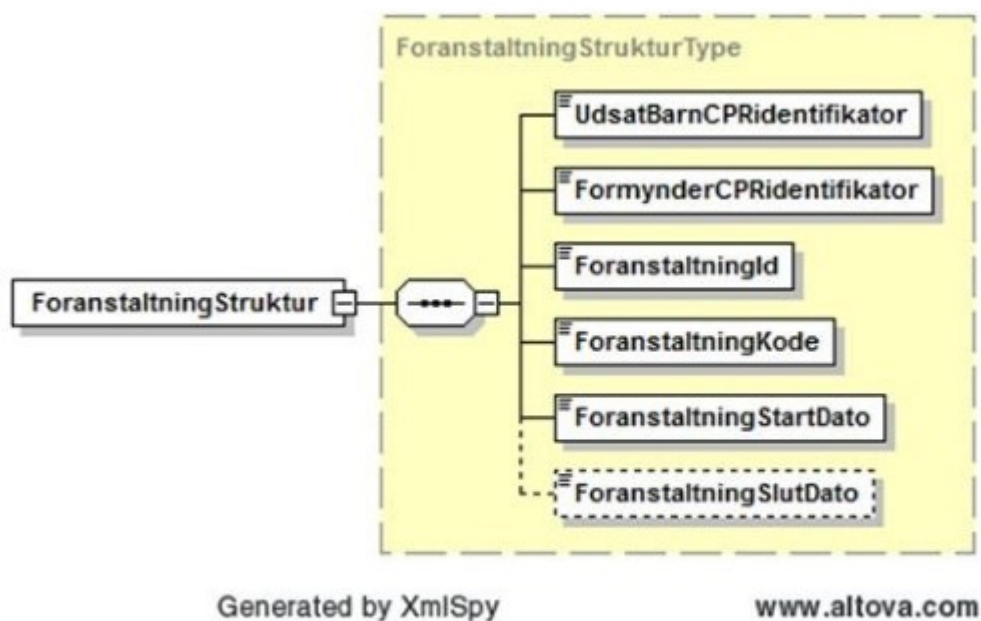 ForanstaltningStrukturType
UdsatBarnCPRidentifikator
FormynderCPRidentifikator
ForanstaltningId
ForanstaltningStruktur
ForanstaltningKode
ForanstaltningStartDato
ForanstaltningSlutDato
Generated by XmlSpy
www.altova.com